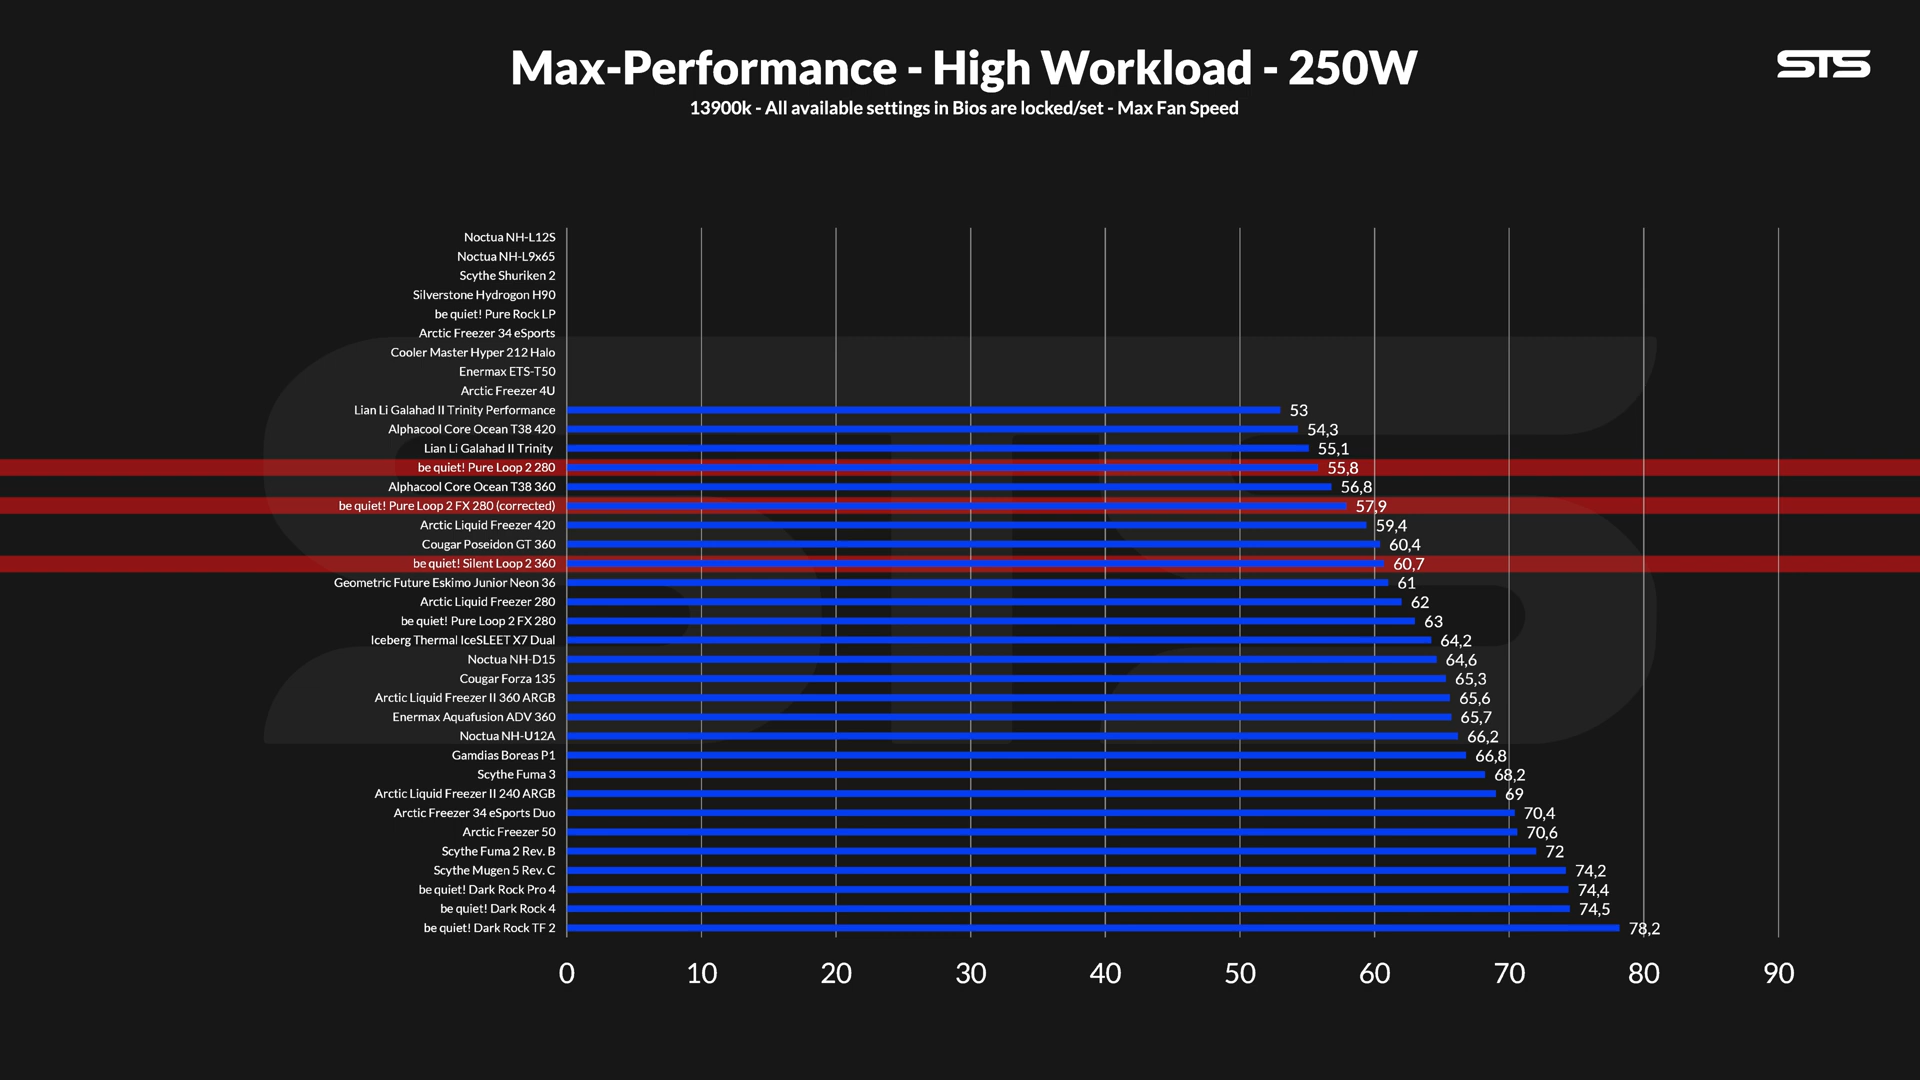 Max-Performance - High Workload - 250W
STS
13900k - All available settings in Bios are locked/set - Max Fan Speed
Noctua NH-L12S
Noctua NH-L9x65
Scythe Shuriken 2
Silverstone Hydrogon H90
be quiet! Pure Rock LP
Arctic Freezer 34 eSports
Cooler Master Hyper 212 Halo
Enermax ETS-T50
Arctic Freezer 4U
Lian Li Galahad II Trinity Performance 53
Alphacool Core Ocean T38 420 54,3
Lian Li Galahad II Trinity 55,1
be quiet! Pure Loop 2 280 55,8
Alphacool Core Ocean T38 360 56,8
be quiet! Pure Loop 2 FX 280 (corrected) 57,9
Arctic Liquid Freezer 420 59,4
Cougar Poseidon GT 360 60,4
be quiet! Silent Loop 2 360 60,7
Geometric Future Eskimo Junior Neon 36 61
Arctic Liquid Freezer 280 62
be quiet! Pure Loop 2 FX 280 63
Iceberg Thermal IceSLEET X7 Dual 64,2
Noctua NH-D15 64,6
Cougar Forza 135 65,3
Arctic Liquid Freezer II 360 ARGB 65,6
Enermax Aquafusion ADV 360 65,7
Noctua NH-U12A 66,2
Gamdias Boreas P1 66,8
Scythe Fuma 3 68,2
Arctic Liquid Freezer II 240 ARGB 69
Arctic Freezer 34 eSports Duo 70,4
Arctic Freezer 50 70,6
Scythe Fuma 2 Rev. B 72
Scythe Mugen 5 Rev. C 74,2
be quiet! Dark Rock Pro 4 74,4
be quiet! Dark Rock 4 74,5
be quiet! Dark Rock TF 2 78,2
0 10 20 30 40 50 60 70 80 90